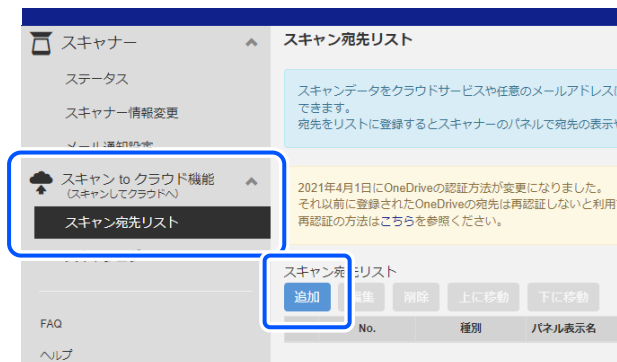 スキャナー
ステータス
スキャナー情報変更
メール通知設定
スキャン to クラウド機能
(スキャンしてクラウドへ)
スキャン宛先リスト
FAQ
ヘルプ
スキャン宛先リスト
スキャンデータをクラウドサービスや任意のメールアドレスに
できます。
宛先をリストに登録するとスキャナーのパネルで宛先の表示や
2021年4月1日にOneDriveの認証方法が変更になりました。
それ以前に登録されたOneDriveの宛先は再認証しないと利用
再認証の方法はこちらを参照ください。
スキャン宛先リスト
追加 編集 削除 上に移動 下に移動
No. 種別 パネル表示名